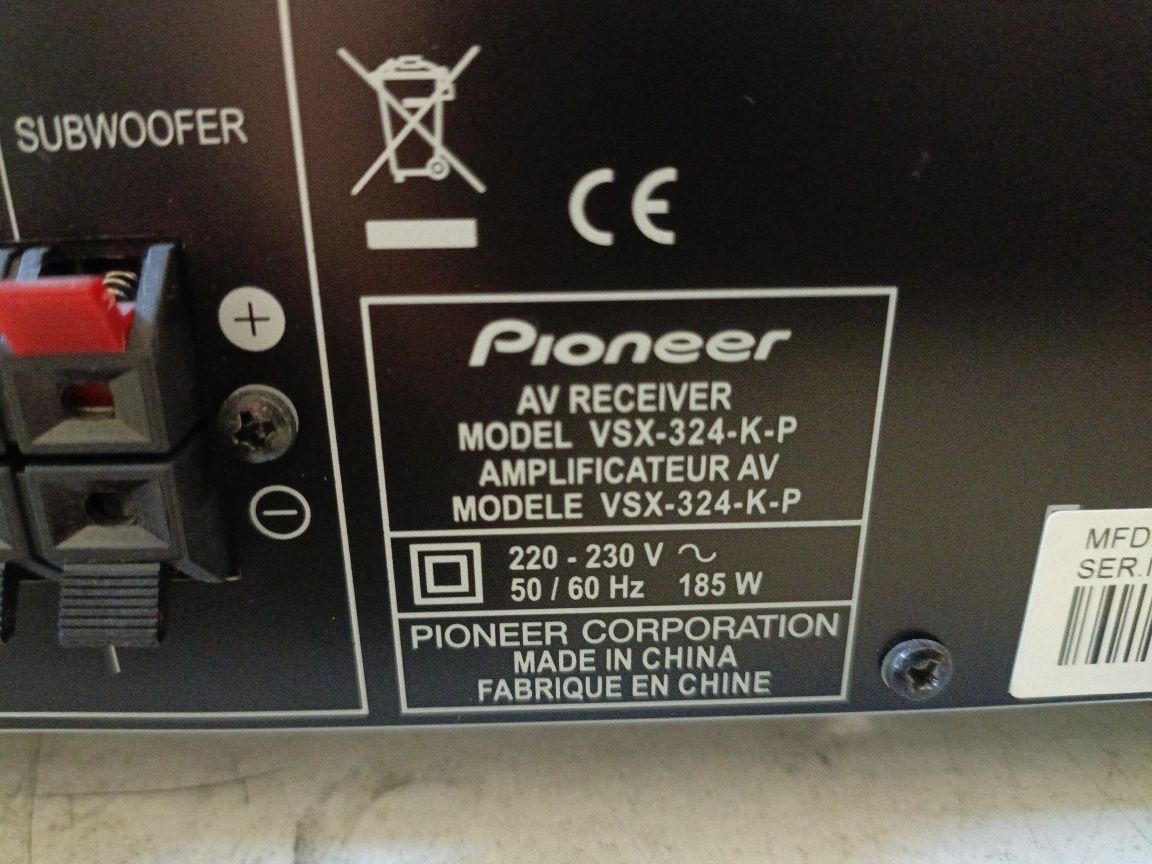 SUBWOOFER
CE
+
−
Pioneer
AV RECEIVER
MODEL VSX-324-K-P
AMPLIFICATEUR AV
MODELE VSX-324-K-P
220 - 230 V ~
50 / 60 Hz 185 W
PIONEER CORPORATION
MADE IN CHINA
FABRIQUE EN CHINE
MFD
SER.